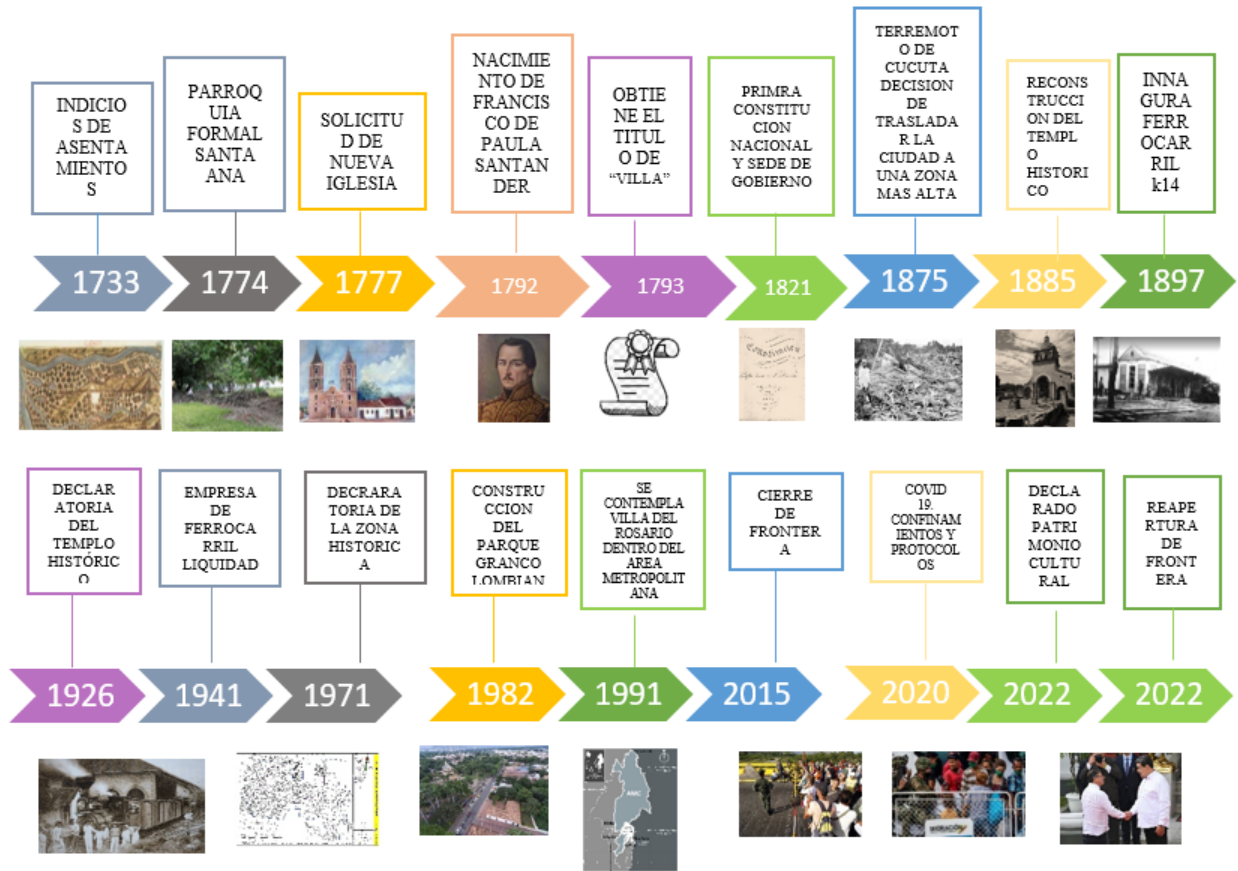 INDICIO
S DE
ASENTA
MIENTO
S
PARROQ
UIA
FORMAL
SANTA
ANA
SOLICITU
D DE
NUEVA
IGLESIA
NACIMIE
NTO DE
FRANCIS
CO DE
PAULA
SANTAN
DER
OBTIE
NE EL
TITUL
O DE
“VILLA”
PRIMRA
CONSTITU
CION
NACIONAL
Y SEDE DE
GOBIERNO
TERREMOT
O DE
CUCUTA
DECISION
DE
TRASLADA
R LA
CIUDAD A
UNA ZONA
MAS ALTA
RECONS
TRUCCI
ON DEL
TEMPL
O
HISTORI
CO
INNA
GURA
FERR
OCAR
RIL
k14
1733
1774
1777
1792
1793
1821
1875
1885
1897
DECLAR
ATORIA
DEL
TEMPLO
HISTÓRIC
O
EMPRESA
DE
FERROCA
RRIL
LIQUIDAD
DECRARA
TORIA DE
LA ZONA
HISTORIC
A
CONSTRU
CCION
DEL
PARQUE
GRANCO
LOMBIAN
SE
CONTEMPLA
VILLA DEL
ROSARIO
DENTRO DEL
AREA
METROPOLIT
ANA
CIERRE
DE
FRONTER
A
COVID
19.
CONFINAM
IENTOS Y
PROTOCOL
OS
DECLA
RADO
PATRI
MONIO
CULTU
RAL
REAPE
RTURA
DE
FRONT
ERA
1926
1941
1971
1982
1991
2015
2020
2022
2022